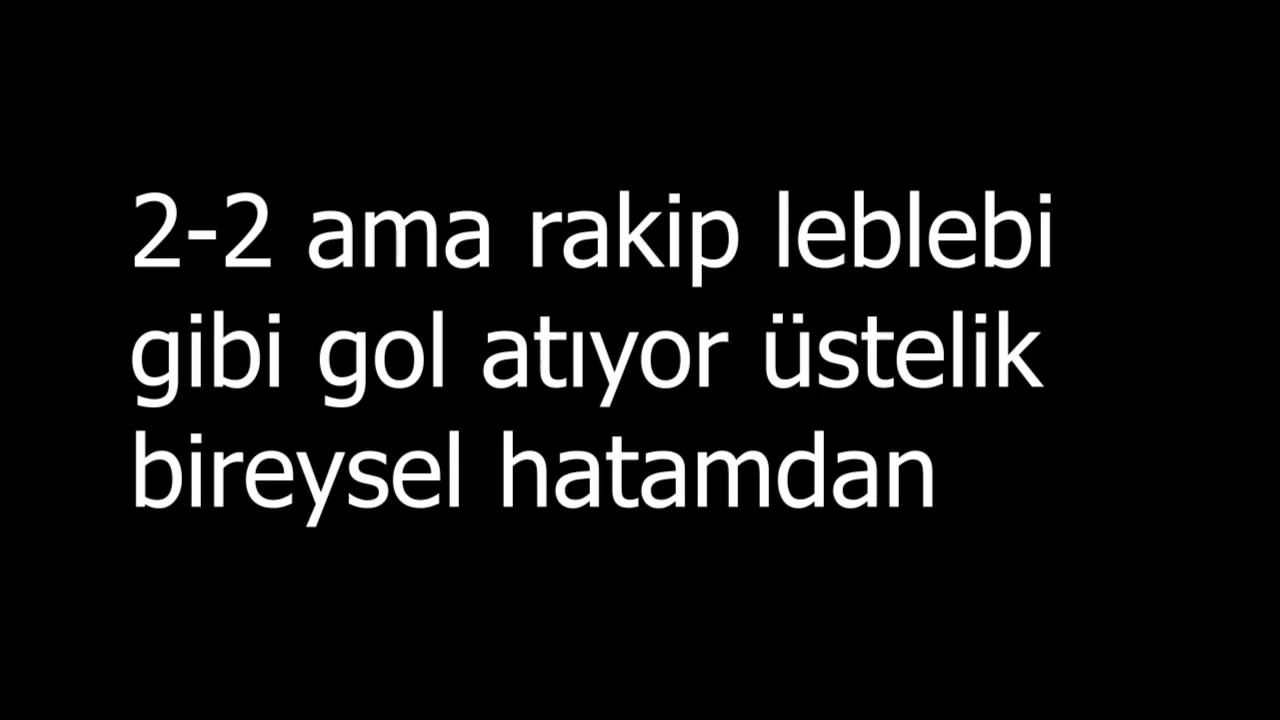 2-2 ama rakip leblebi
gibi gol atıyor üstelik
bireysel hatamdan